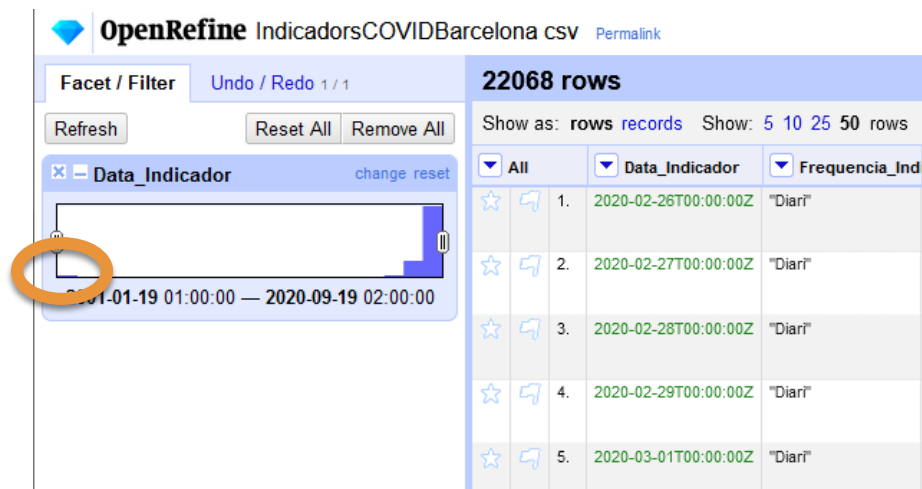 OpenRefine IndicadorsCOVIDBarcelona csv Permalink
Facet / Filter Undo / Redo 1 / 1
Refresh Reset All Remove All
Data_Indicador change reset
01-19 01:00:00 — 2020-09-19 02:00:00
22068 rows
Show as: rows records Show: 5 10 25 50 rows
All Data_Indicador Frequencia_Indi
1. 2020-02-26T00:00:00Z "Diari"
2. 2020-02-27T00:00:00Z "Diari"
3. 2020-02-28T00:00:00Z "Diari"
4. 2020-02-29T00:00:00Z "Diari"
5. 2020-03-01T00:00:00Z "Diari"